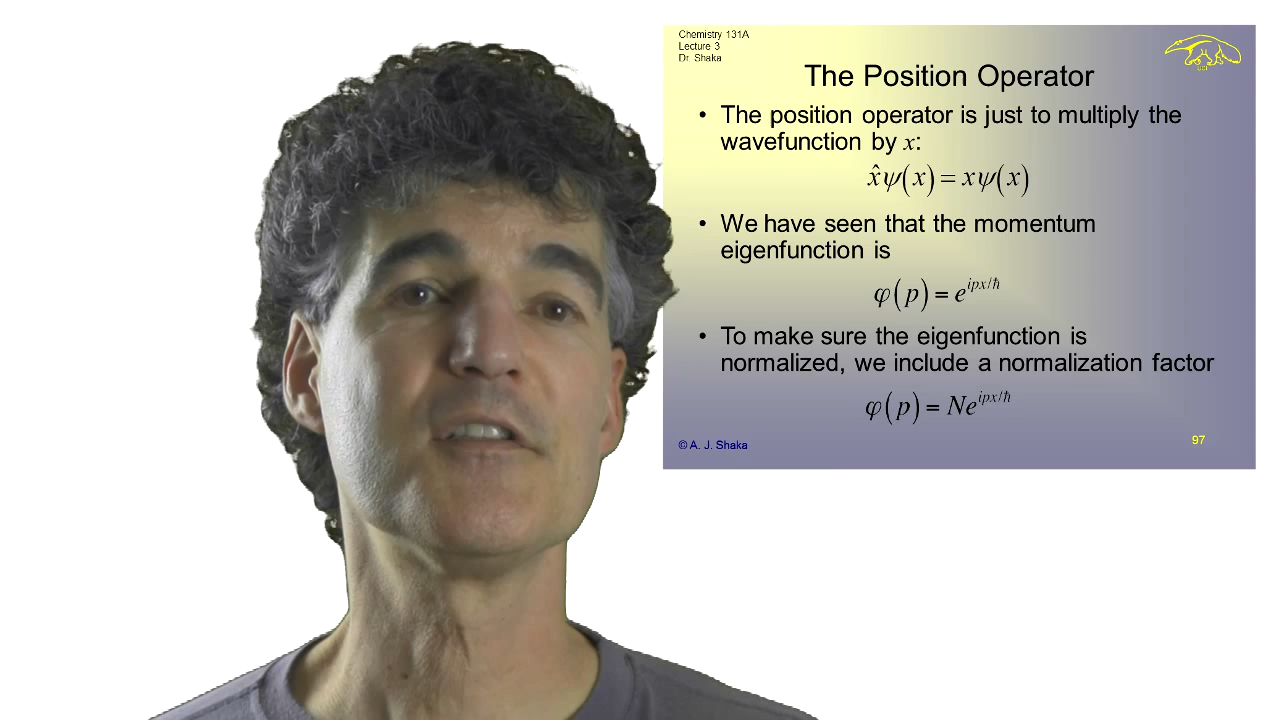 Chemistry 131A
Lecture 3
Dr. Shaka
UCI
The Position Operator
• The position operator is just to multiply the
wavefunction by x:
x̂ψ(x) = xψ(x)
• We have seen that the momentum
eigenfunction is
φ(p) = e^{ipx/ħ}
• To make sure the eigenfunction is
normalized, we include a normalization factor
φ(p) = Ne^{ipx/ħ}
© A. J. Shaka
97